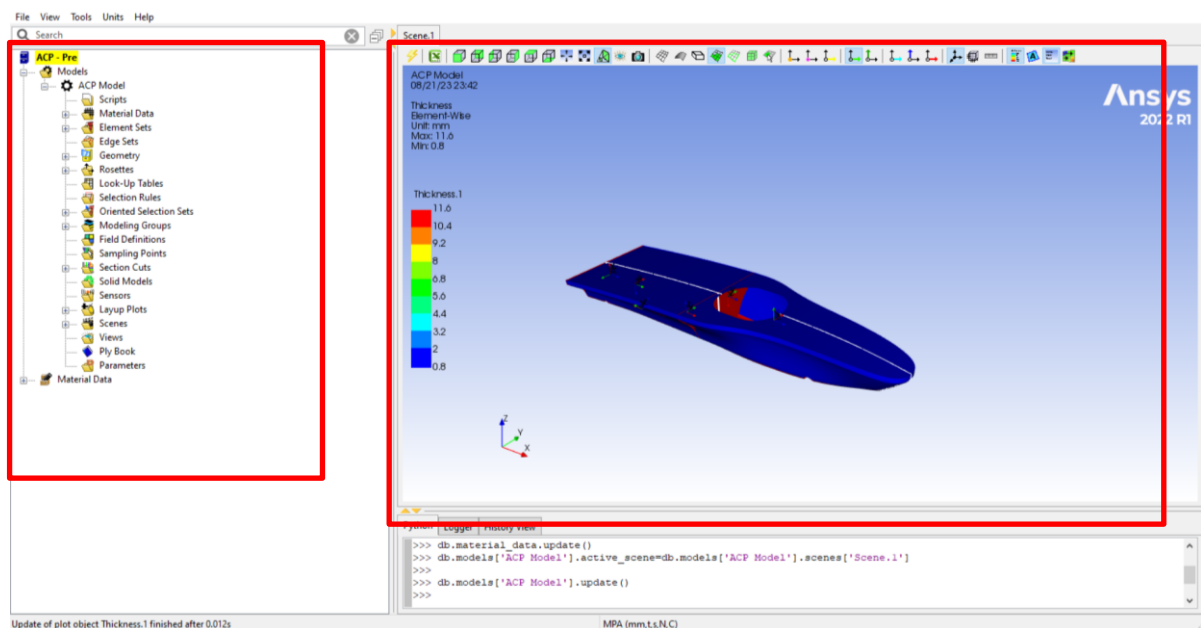 File View Tools Units Help
Search
ACP - Pre
Models
ACP Model
Scripts
Material Data
Element Sets
Edge Sets
Geometry
Rosettes
Look-Up Tables
Selection Rules
Oriented Selection Sets
Modeling Groups
Field Definitions
Sampling Points
Section Cuts
Solid Models
Sensors
Layup Plots
Scenes
Views
Ply Book
Parameters
Material Data
Scene.1
ACP Model
08/21/23 23:42
Thickness
Element-Wise
Unit: mm
Max: 11.6
Min: 0.8
Thickness.1
11.6
10.4
9.2
8
6.8
5.6
4.4
3.2
2
0.8
Ansys
2022 R1
Z
Y
X
Python Logger History View
>>> db.material_data.update()
>>> db.models['ACP Model'].active_scene=db.models['ACP Model'].scenes['Scene.1']
>>>
>>> db.models['ACP Model'].update()
>>>
Update of plot object Thickness.1 finished after 0.012s
MPA (mm,t,s,N,C)